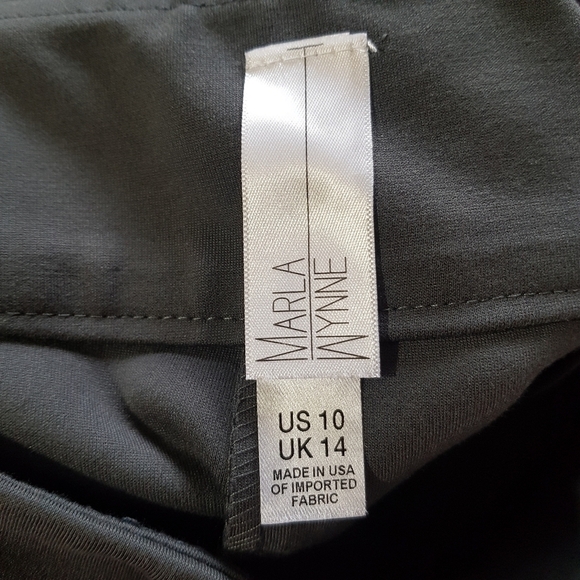 MARLA
WYNNE
US 10
UK 14
MADE IN USA
OF IMPORTED
FABRIC